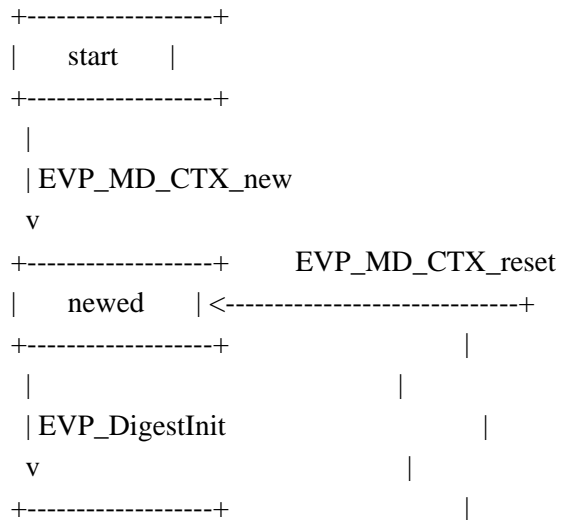 +--------------------+
| start |
+--------------------+
|
| EVP_MD_CTX_new
v
+--------------------+ EVP_MD_CTX_reset
| newed | <------------------------------+
+--------------------+ |
| |
| EVP_DigestInit |
v |
+--------------------+ |